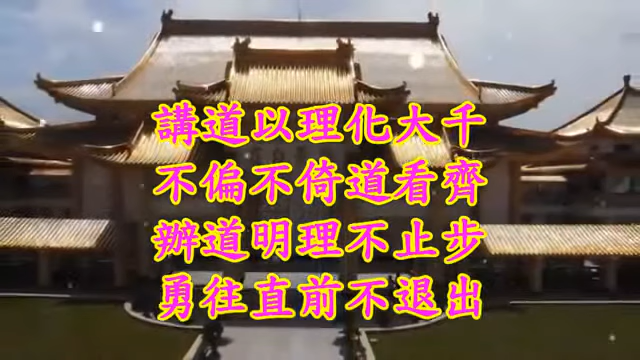 講道以理化大千
不偏不倚道看齊
辦道明理不止步
勇往直前不退出